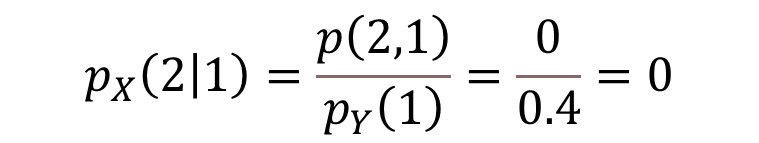 p_X(2|1) = p(2,1) / p_Y(1) = 0 / 0.4 = 0